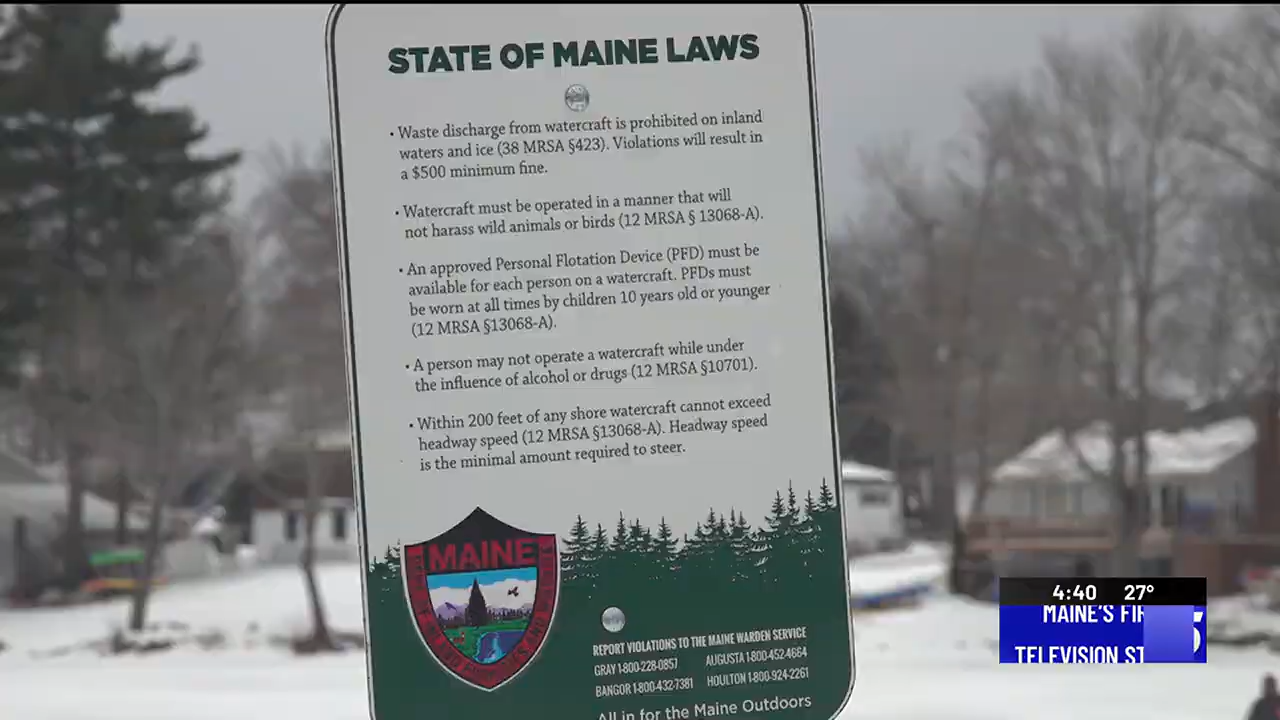 STATE OF MAINE LAWS
• Waste discharge from watercraft is prohibited on inland
waters and ice (38 MRSA §423). Violations will result in
a $500 minimum fine.
• Watercraft must be operated in a manner that will
not harass wild animals or birds (12 MRSA § 13068-A).
• An approved Personal Flotation Device (PFD) must be
available for each person on a watercraft. PFDs must
be worn at all times by children 10 years old or younger
(12 MRSA §13068-A).
• A person may not operate a watercraft while under
the influence of alcohol or drugs (12 MRSA §10701).
• Within 200 feet of any shore watercraft cannot exceed
headway speed (12 MRSA §13068-A). Headway speed
is the minimal amount required to steer.
MAINE
REPORT VIOLATIONS TO THE MAINE WARDEN SERVICE
GRAY 1-800-228-0857 AUGUSTA 1-800-452-4664
BANGOR 1-800-432-7381 HOULTON 1-800-924-2261
All in for the Maine Outdoors
4:40 27°
MAINE'S FIR
TELEVISION ST
5